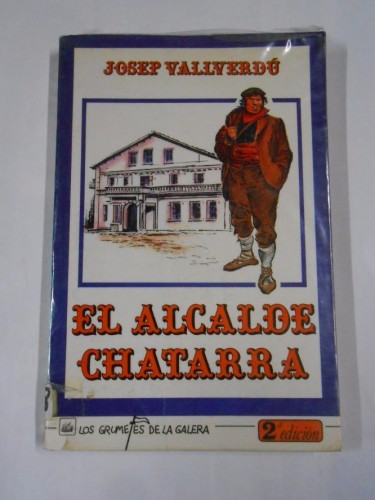 JOSEP VALLVERDÚ
EL ALCALDE
CHATARRA
LOS GRUMETES DE LA GALERA
2ª edición